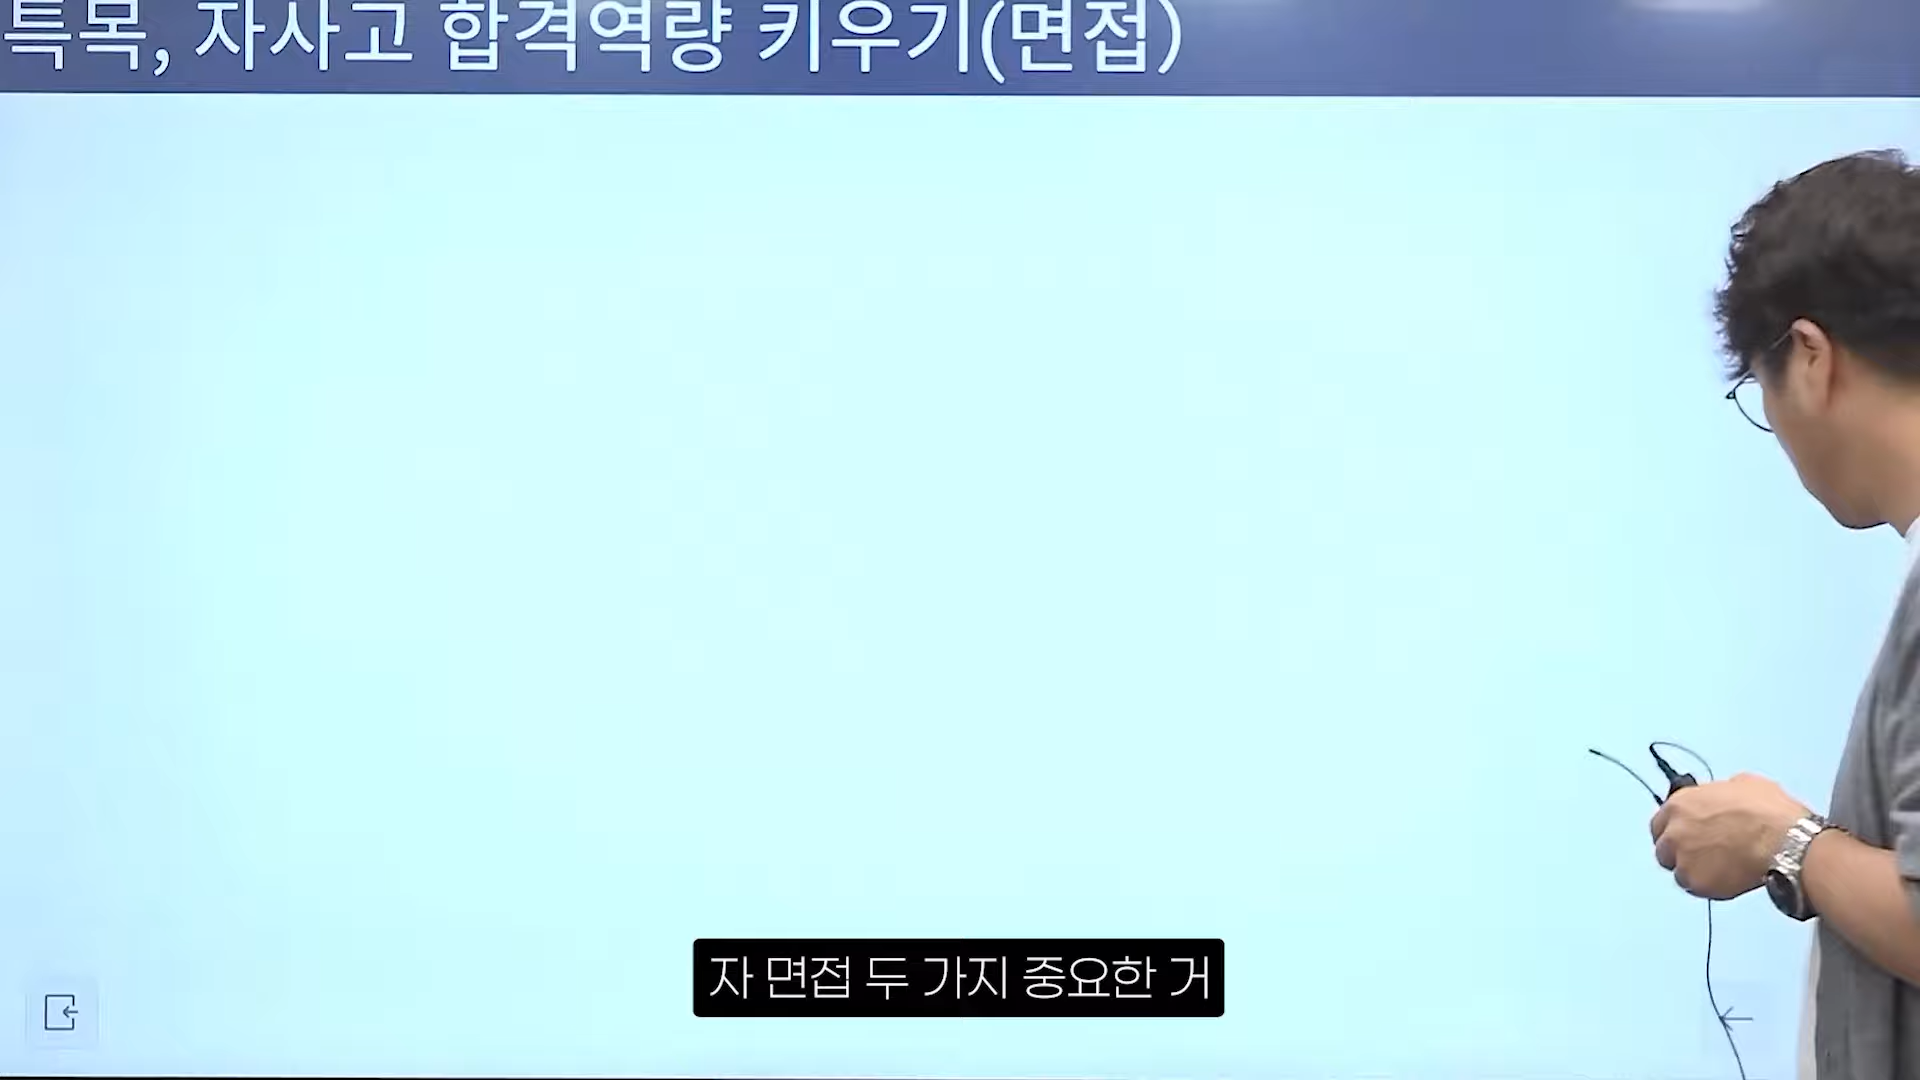 특목, 자사고 합격역량 키우기(면접)
자 면접 두 가지 중요한 거